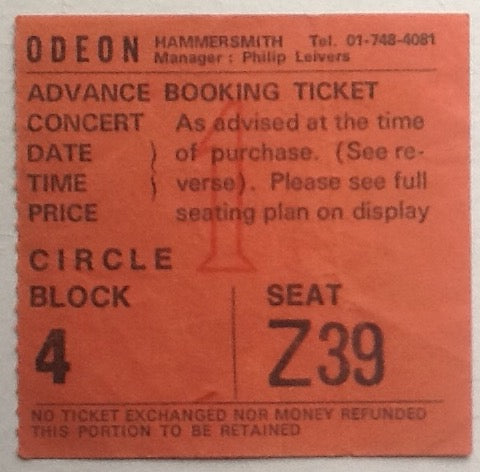 ODEON HAMMERSMITH Tel. 01-748-4081
Manager : Philip Leivers
ADVANCE BOOKING TICKET
CONCERT As advised at the time
DATE of purchase. (See re-
TIME verse). Please see full
PRICE seating plan on display
1
CIRCLE
BLOCK SEAT
4 Z39
NO TICKET EXCHANGED NOR MONEY REFUNDED
THIS PORTION TO BE RETAINED